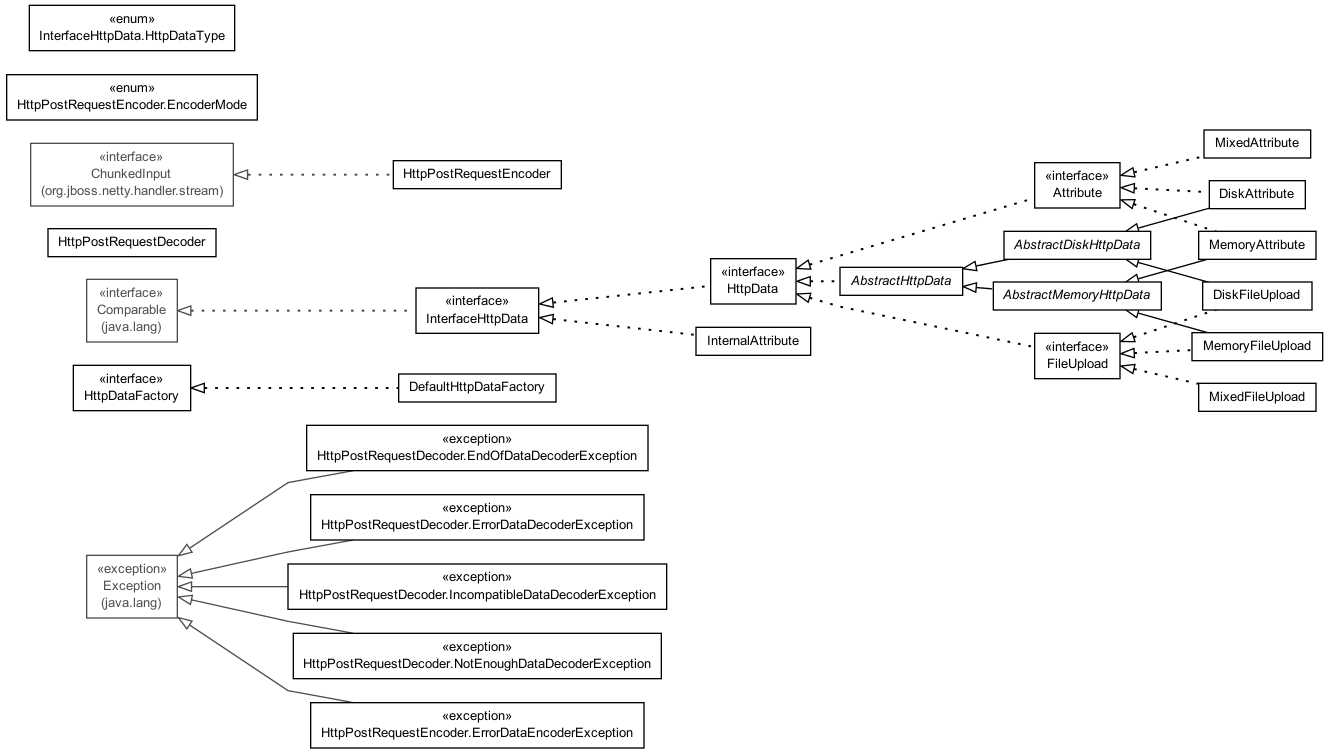 «enum»
InterfaceHttpData.HttpDataType
«enum»
HttpPostRequestEncoder.EncoderMode
«interface»
ChunkedInput
(org.jboss.netty.handler.stream)
HttpPostRequestEncoder
HttpPostRequestDecoder
«interface»
Comparable
(java.lang)
«interface»
InterfaceHttpData
«interface»
HttpData
InternalAttribute
AbstractHttpData
«interface»
Attribute
AbstractDiskHttpData
AbstractMemoryHttpData
«interface»
FileUpload
MixedAttribute
DiskAttribute
MemoryAttribute
DiskFileUpload
MemoryFileUpload
MixedFileUpload
«interface»
HttpDataFactory
DefaultHttpDataFactory
«exception»
Exception
(java.lang)
«exception»
HttpPostRequestDecoder.EndOfDataDecoderException
«exception»
HttpPostRequestDecoder.ErrorDataDecoderException
«exception»
HttpPostRequestDecoder.IncompatibleDataDecoderException
«exception»
HttpPostRequestDecoder.NotEnoughDataDecoderException
«exception»
HttpPostRequestEncoder.ErrorDataEncoderException